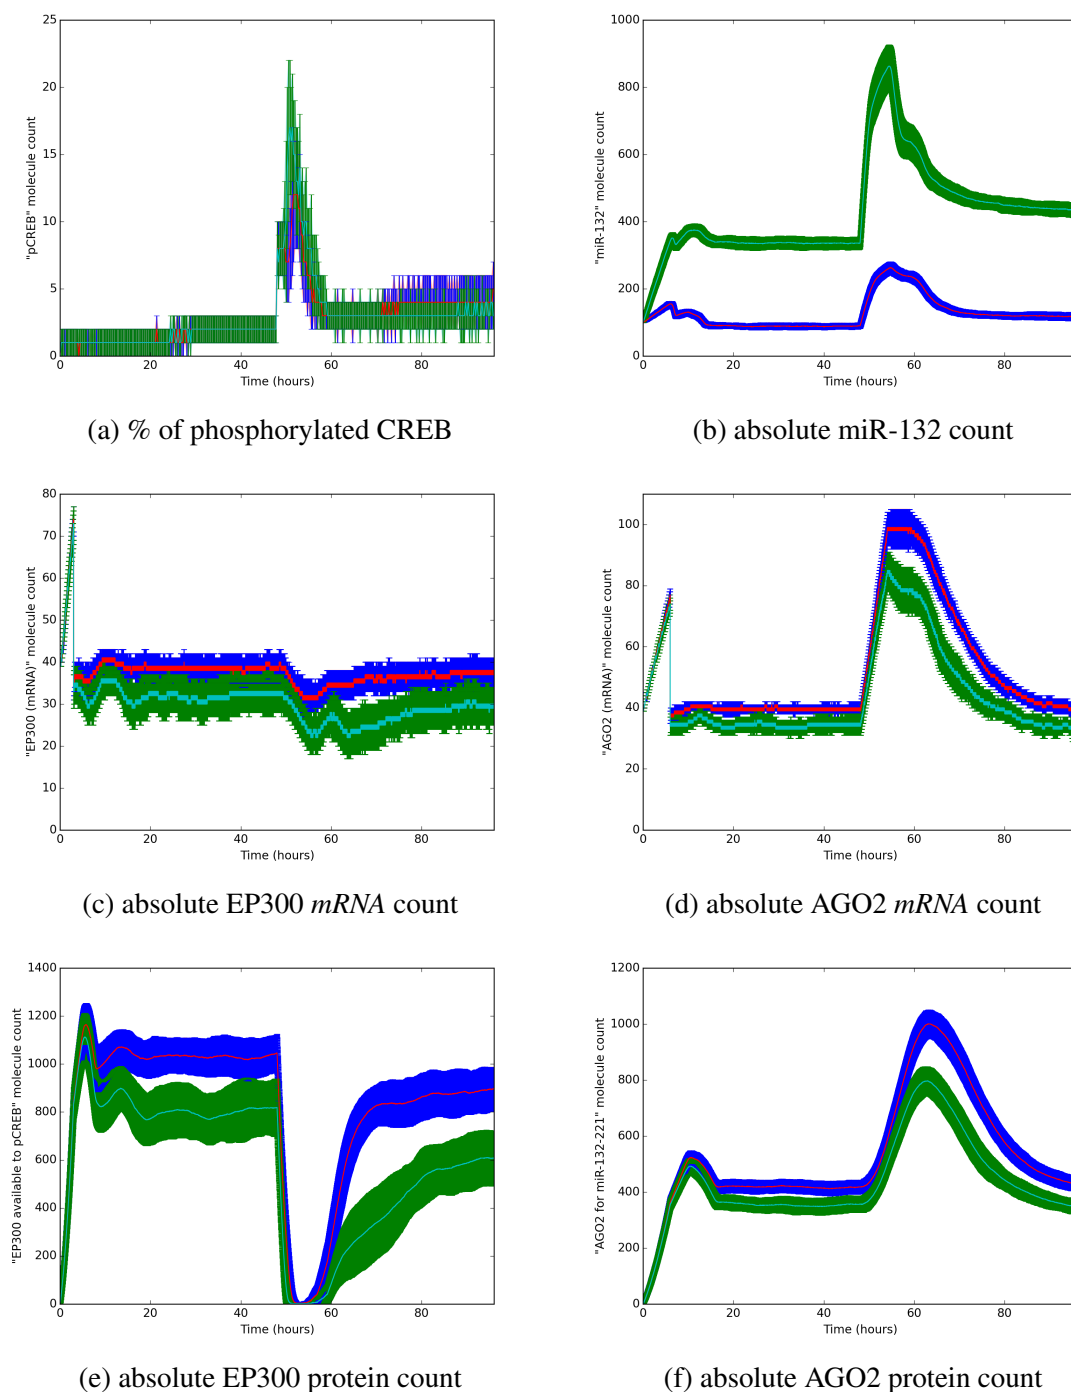 25
20
15
10
5
0
"pCREB" molecule count
0 20 40 60 80
Time (hours)
(a) % of phosphorylated CREB
1000
800
600
400
200
0
"miR-132" molecule count
0 20 40 60 80
Time (hours)
(b) absolute miR-132 count
80
70
60
50
40
30
20
10
0
"EP300 (mRNA)" molecule count
0 20 40 60 80
Time (hours)
(c) absolute EP300 mRNA count
100
80
60
40
20
0
"AGO2 (mRNA)" molecule count
0 20 40 60 80
Time (hours)
(d) absolute AGO2 mRNA count
1400
1200
1000
800
600
400
200
0
"EP300 available to pCREB" molecule count
0 20 40 60 80
Time (hours)
(e) absolute EP300 protein count
1200
1000
800
600
400
200
0
"AGO2 for miR-132-221" molecule count
0 20 40 60 80
Time (hours)
(f) absolute AGO2 protein count